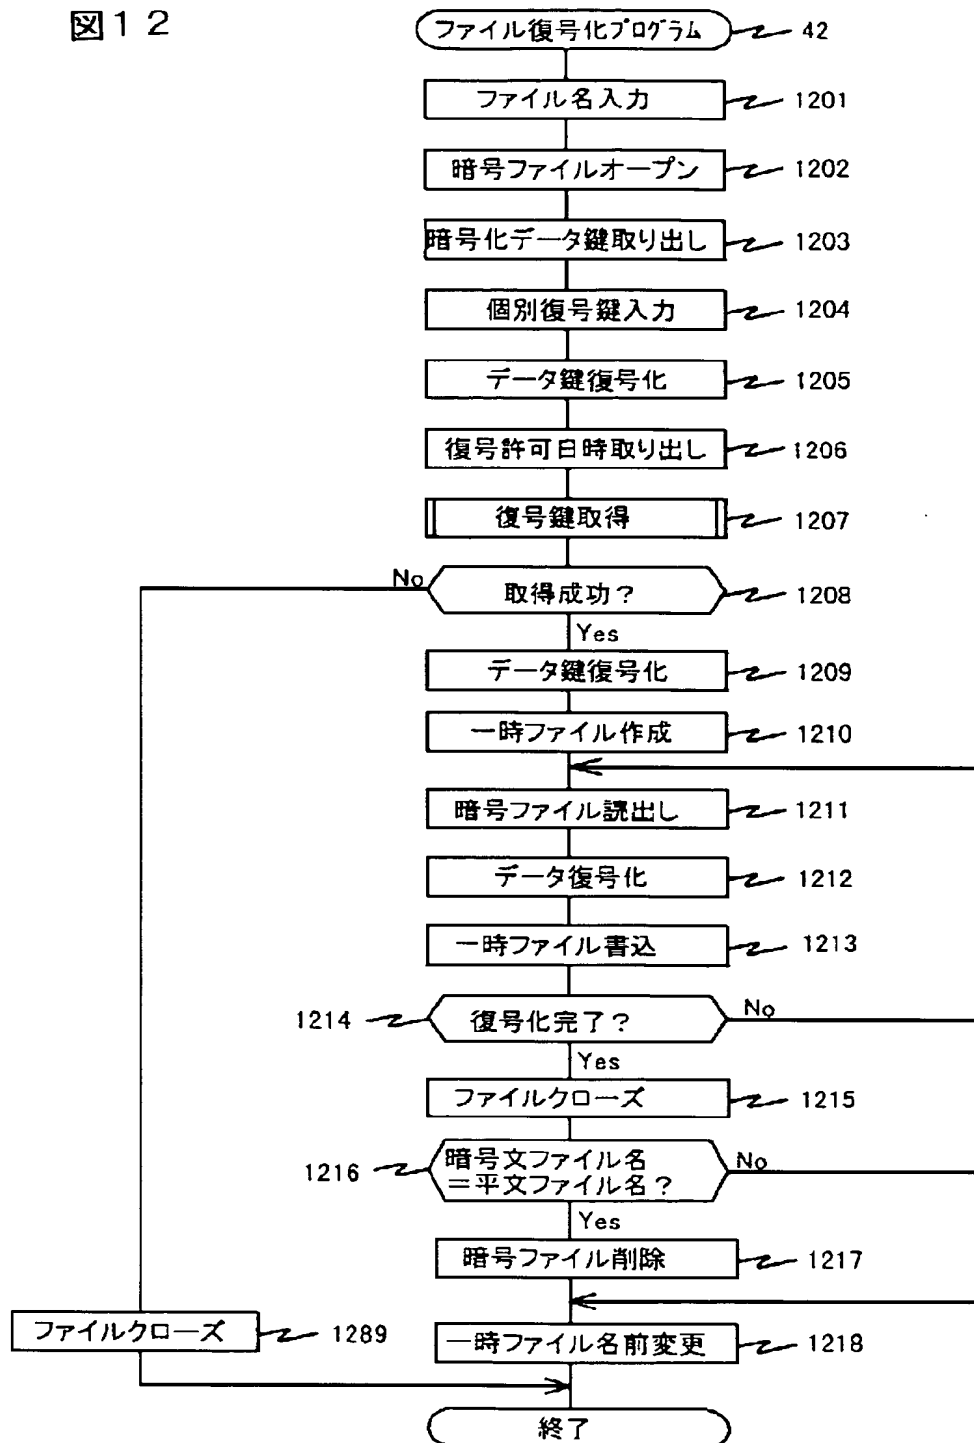 図12
ファイル復号化プログラム 42
ファイル名入力 1201
暗号ファイルオープン 1202
暗号化データ鍵取り出し 1203
個別復号鍵入力 1204
データ鍵復号化 1205
復号許可日時取り出し 1206
復号鍵取得 1207
No
取得成功? 1208
Yes
データ鍵復号化 1209
一時ファイル作成 1210
暗号ファイル読出し 1211
データ復号化 1212
一時ファイル書込 1213
1214 復号化完了? No
Yes
ファイルクローズ 1215
暗号文ファイル名
1216 =平文ファイル名? No
Yes
暗号ファイル削除 1217
ファイルクローズ 1289
一時ファイル名前変更 1218
終了